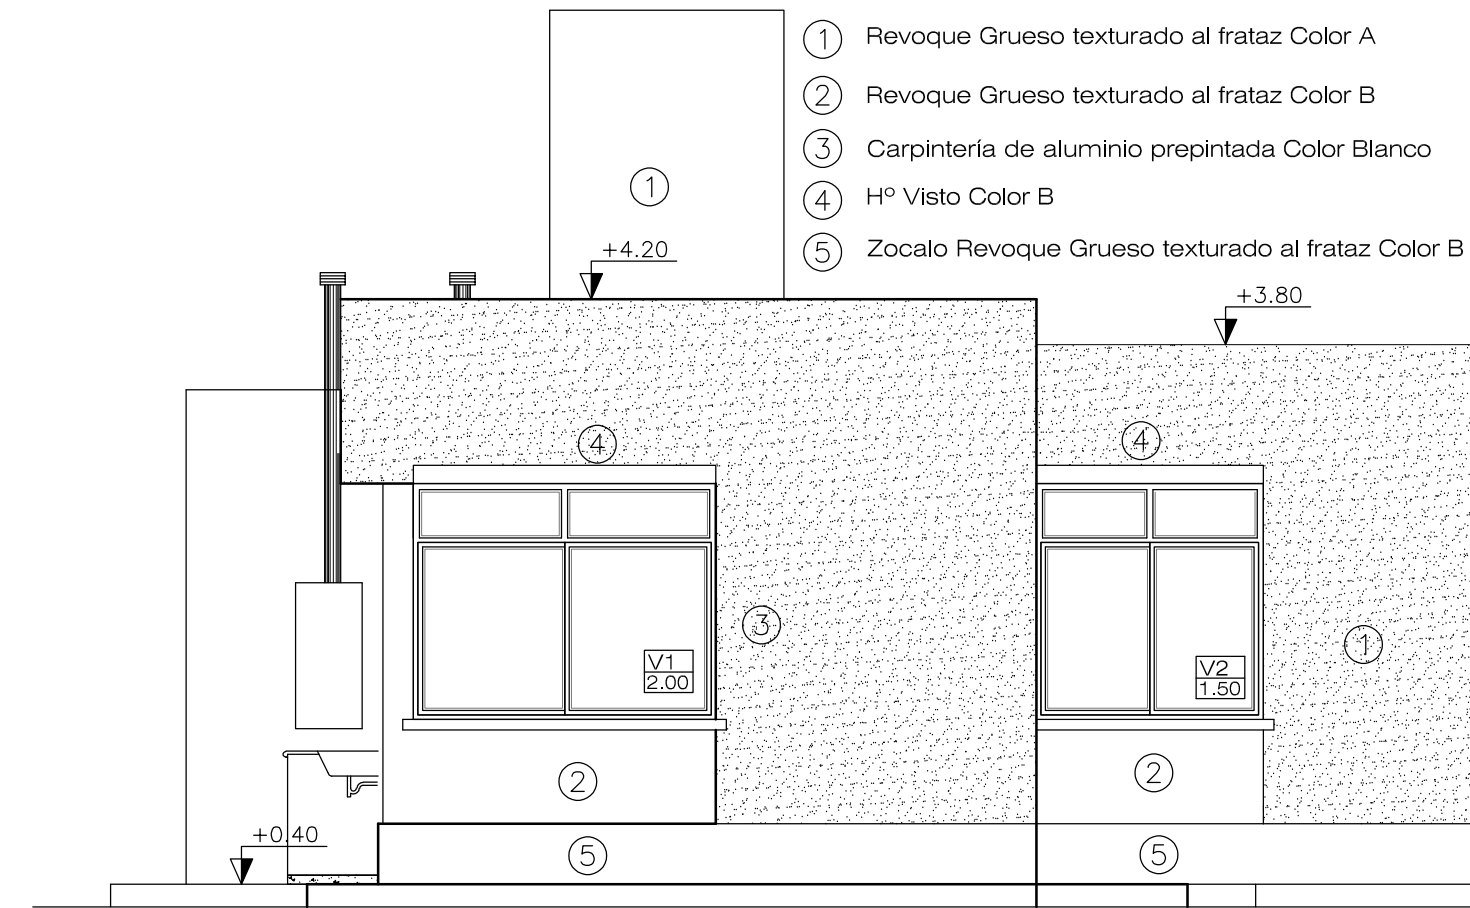 1 Revoque Grueso texturado al frataz Color A
2 Revoque Grueso texturado al frataz Color B
3 Carpintería de aluminio prepintada Color Blanco
4 Hº Visto Color B
5 Zocalo Revoque Grueso texturado al frataz Color B
1
+4.20
+3.80
4
4
3
1
V1
2.00
V2
1.50
2
2
+0.40
5
5